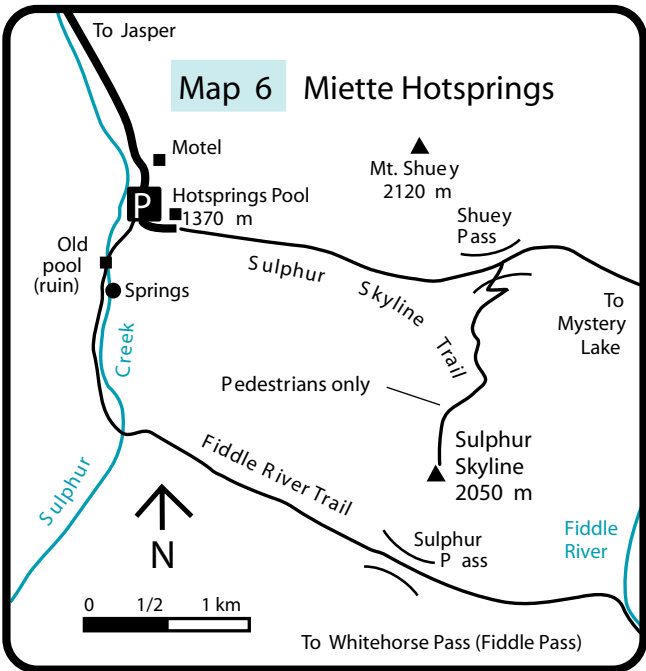 To Jasper
Map 6 Miette Hotsprings
Motel
Mt. Shuey
2120 m
P
Hotsprings Pool
1370 m
Shuey
Pass
Old
pool
(ruin)
Springs
Sulphur Skyline Trail
To
Mystery
Lake
Creek
Pedestrians only
Sulphur
Skyline
2050 m
Fiddle River Trail
Sulphur
N
Sulphur
Pass
Fiddle
River
0 1/2 1 km
To Whitehorse Pass (Fiddle Pass)